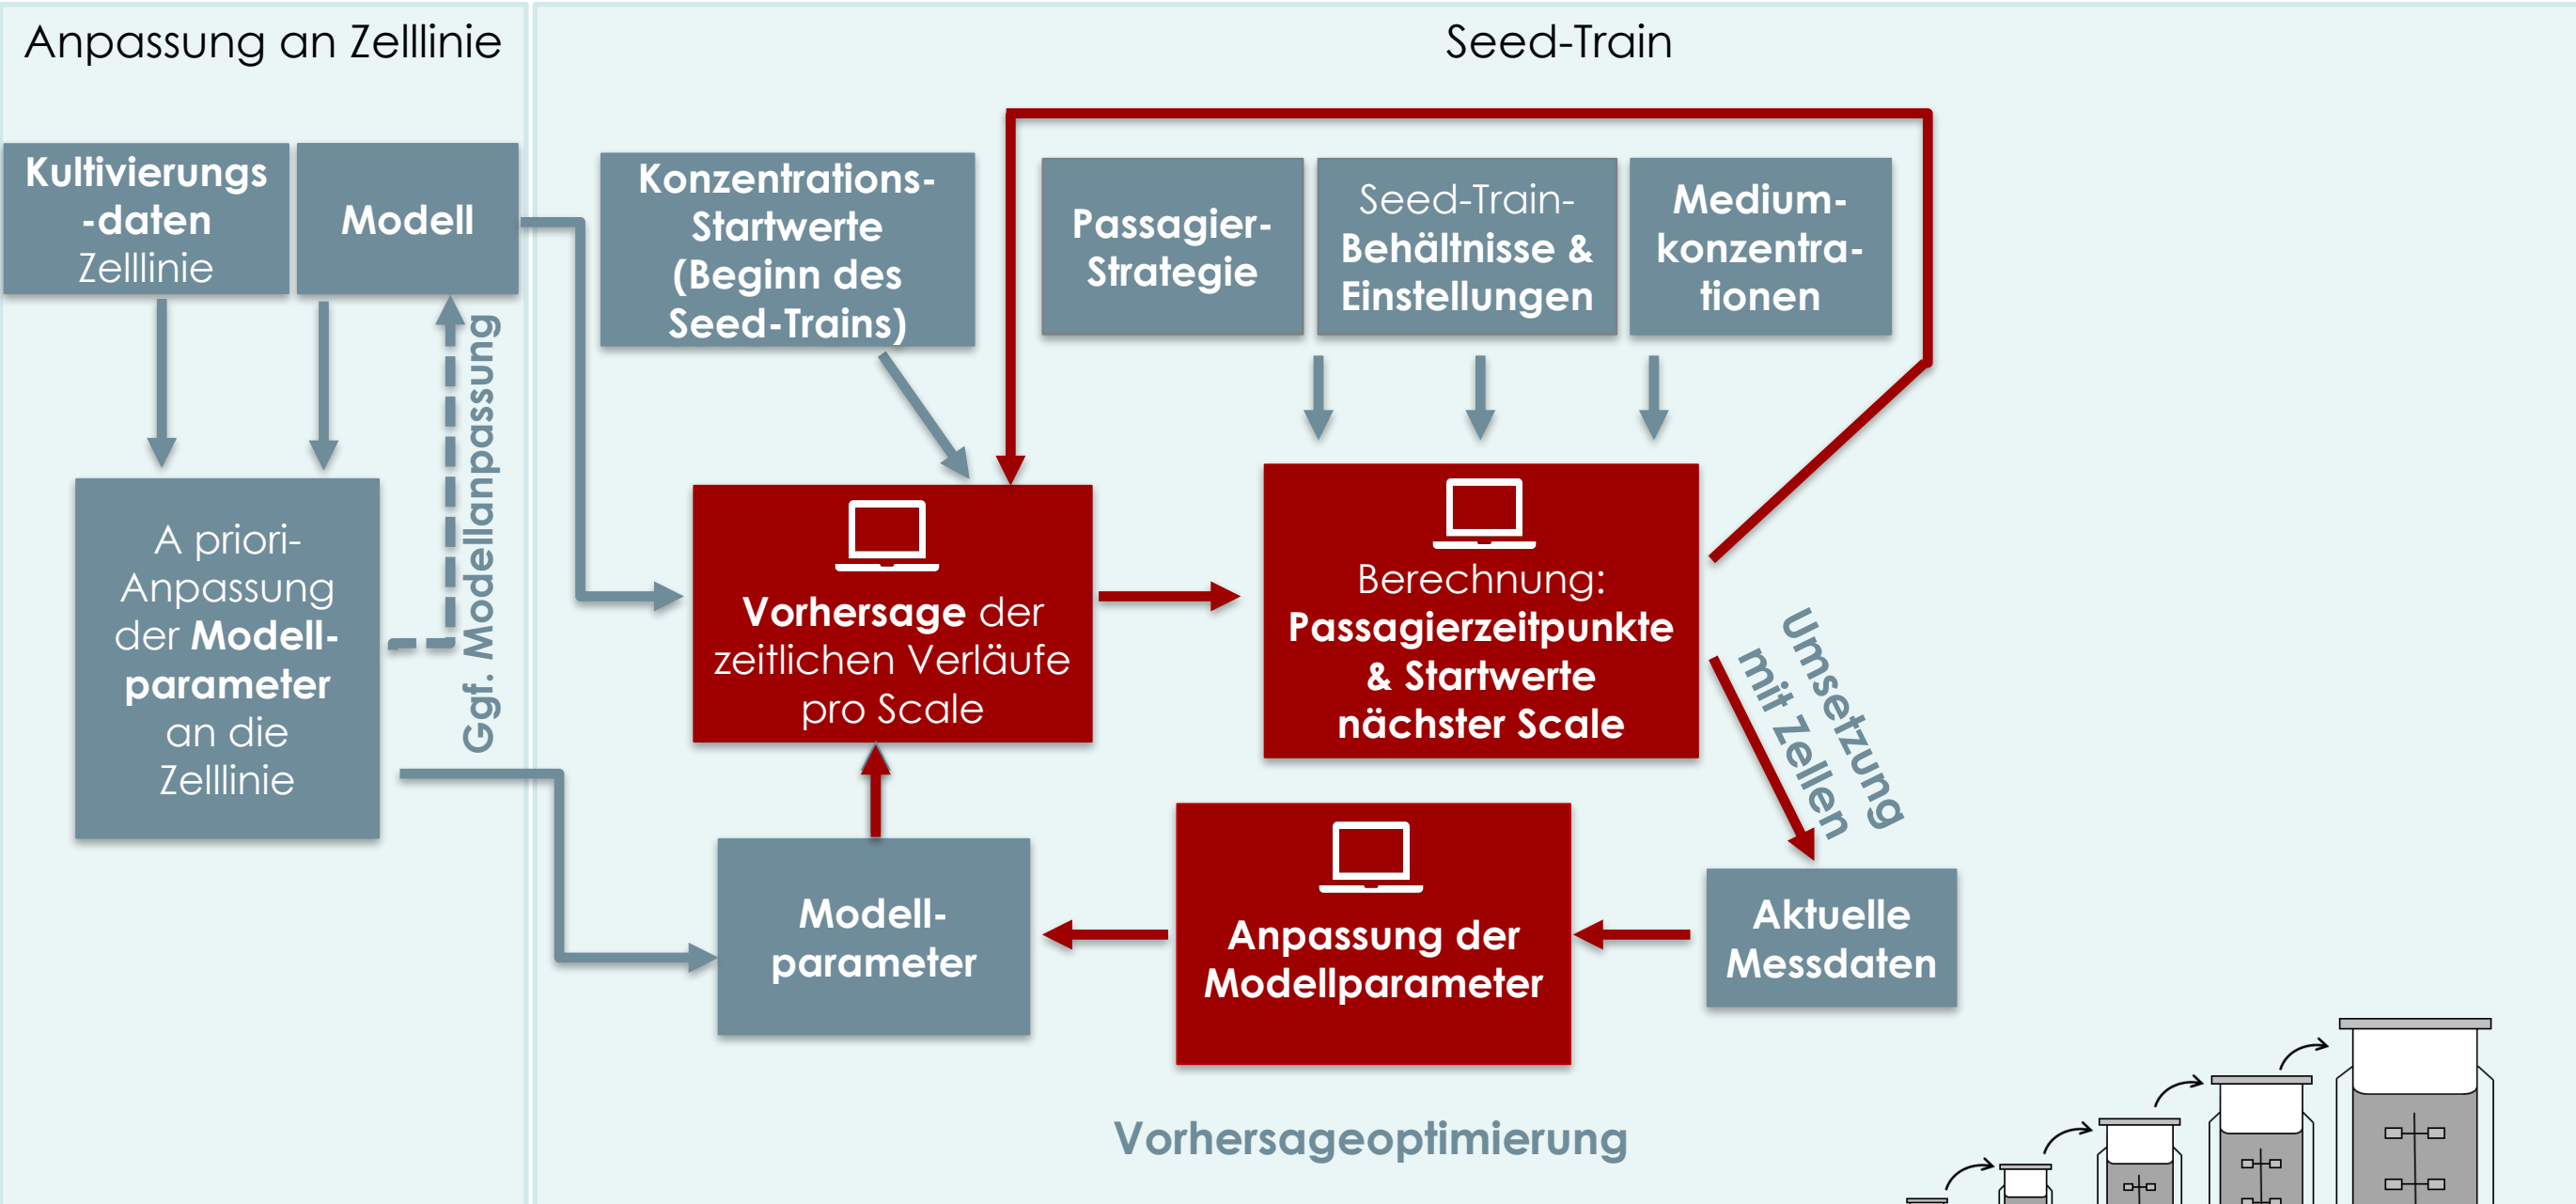 Anpassung an Zelllinie
Seed-Train
Kultivierungs
-daten
Zelllinie
Modell
Konzentrations-
Startwerte
(Beginn des
Seed-Trains)
Passagier-
Strategie
Seed-Train-
Behältnisse &
Einstellungen
Medium-
konzentra-
tionen
A priori-
Anpassung
der Modell-
parameter
an die
Zelllinie
Ggf. Modellanpassung
Vorhersage der
zeitlichen Verläufe
pro Scale
Berechnung:
Passagierzeitpunkte
& Startwerte
nächster Scale
Umsetzung
mit Zellen
Modell-
parameter
Anpassung der
Modellparameter
Aktuelle
Messdaten
Vorhersageoptimierung